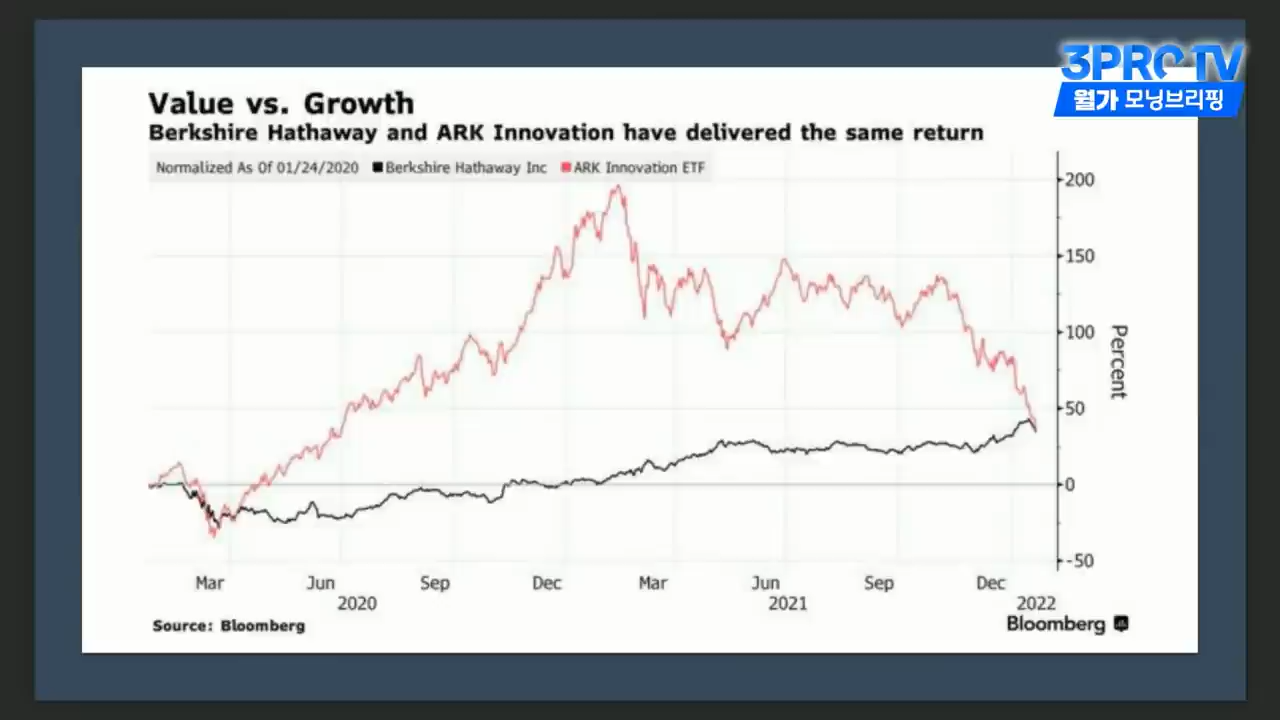 3PRO TV
월가 모닝브리핑
Value vs. Growth
Berkshire Hathaway and ARK Innovation have delivered the same return
Normalized As Of 01/24/2020 Berkshire Hathaway Inc ARK Innovation ETF
200
150
100
50
0
-50
Percent
Mar Jun Sep Dec Mar Jun Sep Dec
2020 2021 2022
Source: Bloomberg
Bloomberg